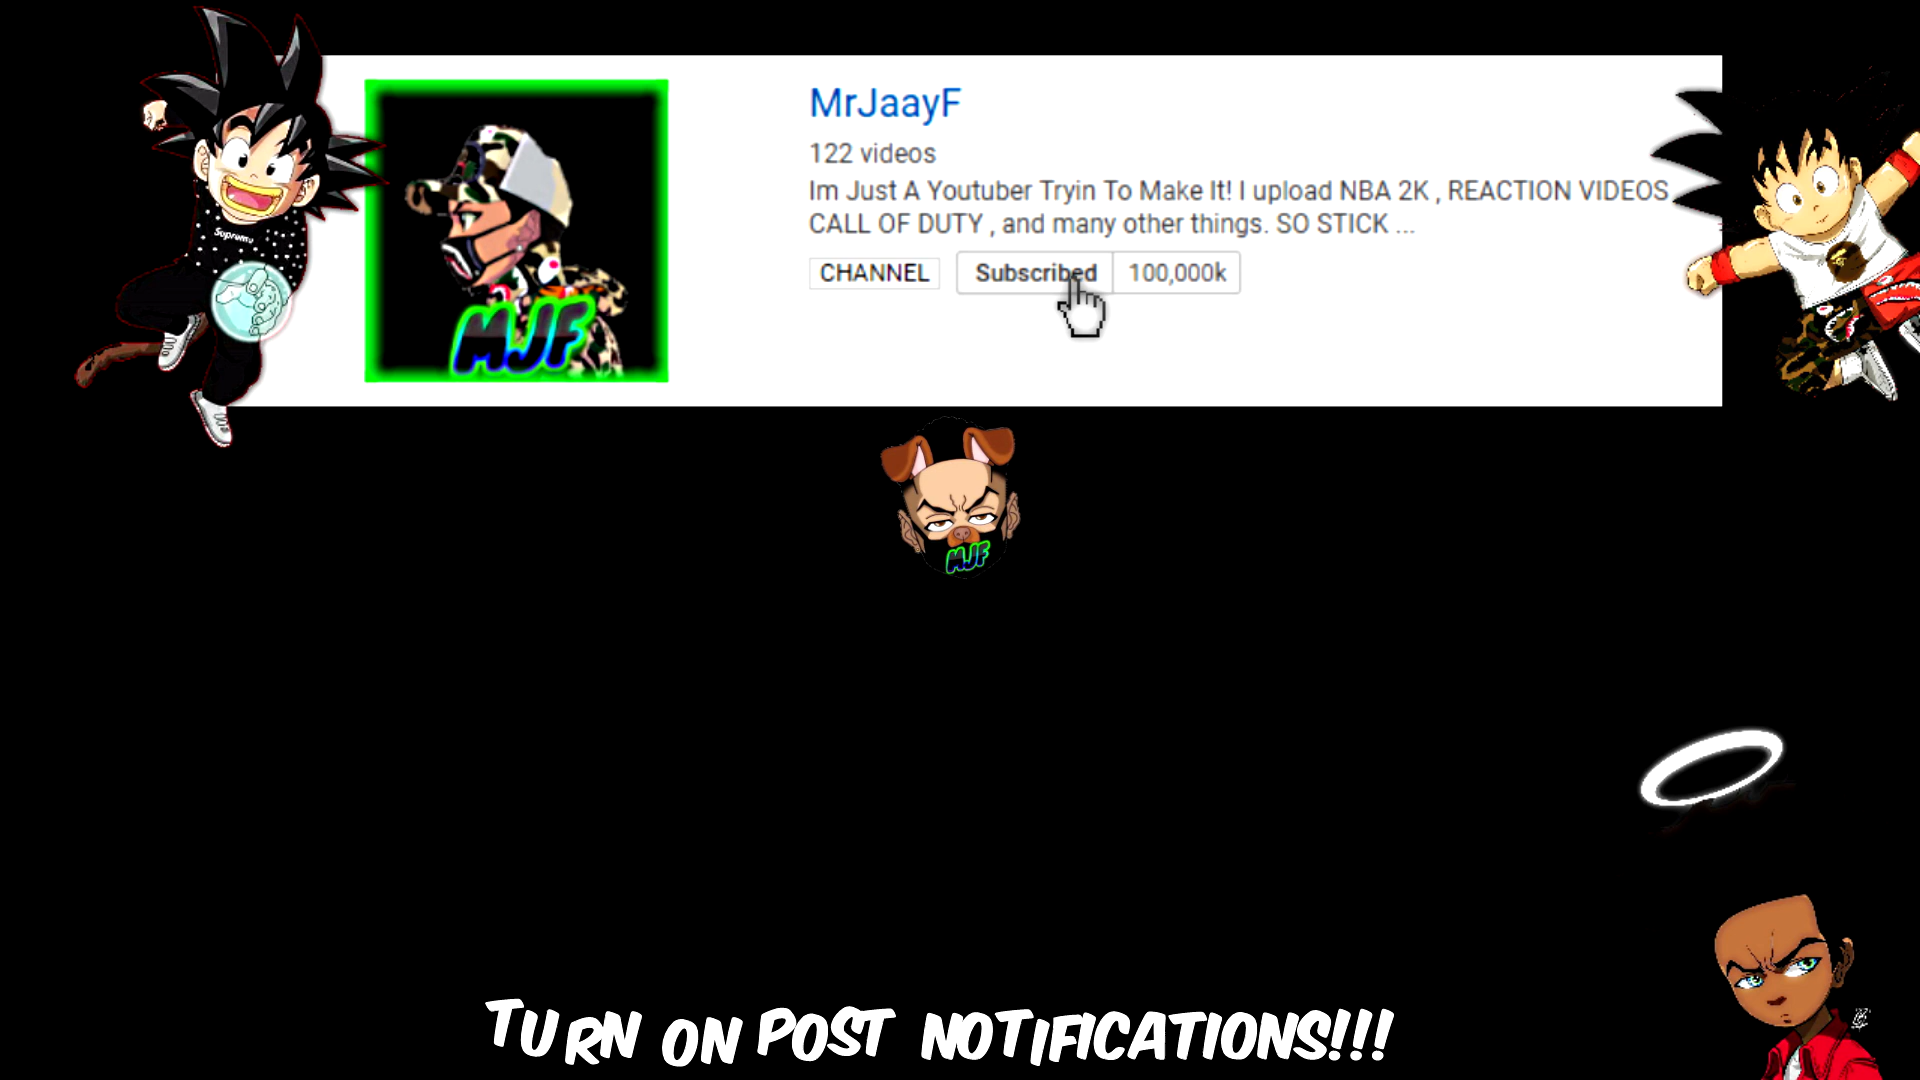 MrJaayF
122 videos
Im Just A Youtuber Tryin To Make It! I upload NBA 2K , REACTION VIDEOS
CALL OF DUTY , and many other things. SO STICK ...
CHANNEL Subscribed 100,000k
Supreme
MJF
MJF
TURN ON POST NOTIFICATIONS!!!